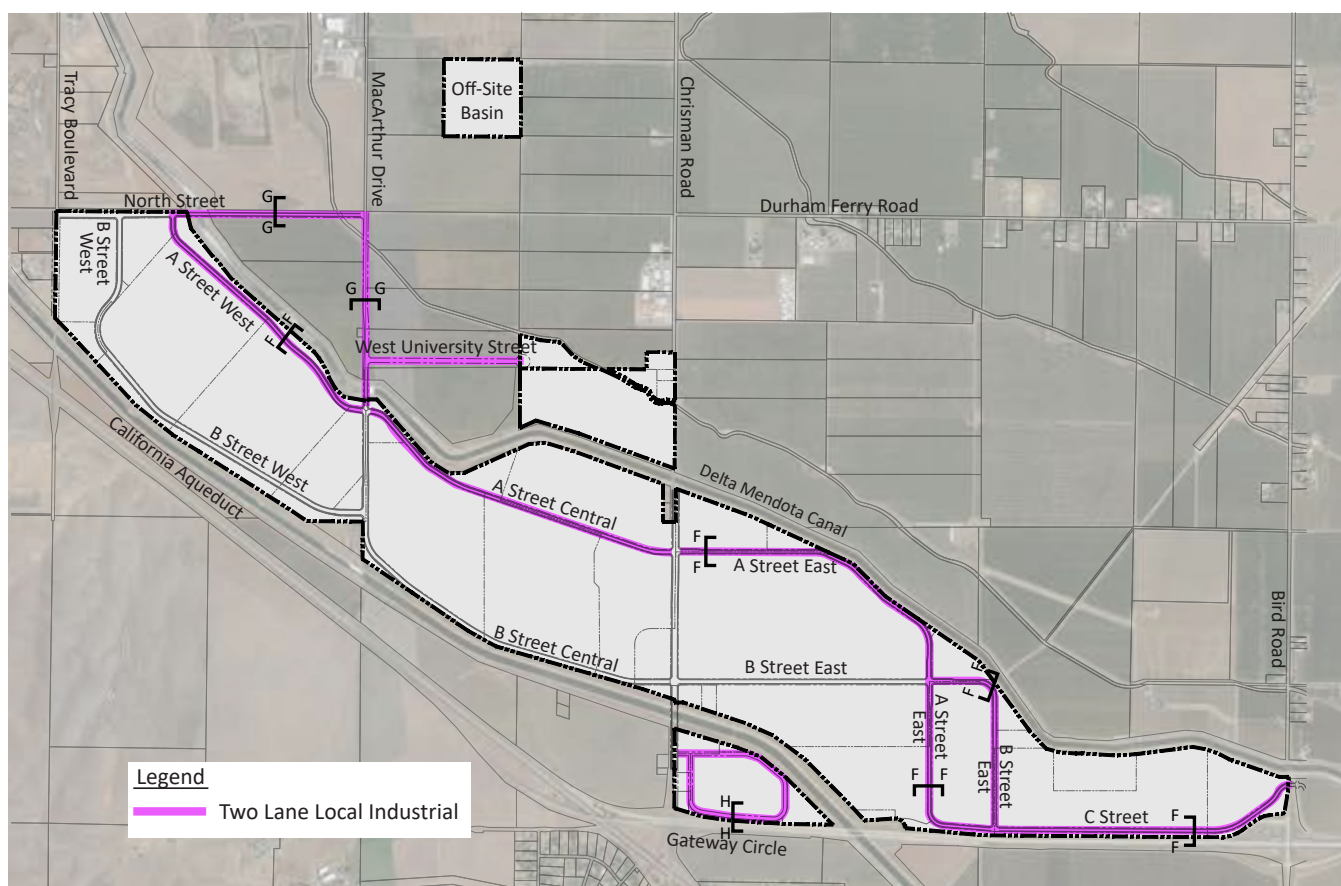 Off-Site
Basin
Tracy Boulevard
MacArthur Drive
Chrisman Road
North Street
G
G
Durham Ferry Road
B Street
West
A Street West
G G
F
F
West University Street
B Street West
California Aqueduct
A Street Central
Delta Mendota Canal
F
F
A Street East
Bird Road
B Street Central
B Street East
F
F
A Street
East
B Street
East
F F
Legend
Two Lane Local Industrial
H
H
Gateway Circle
C Street
F
F